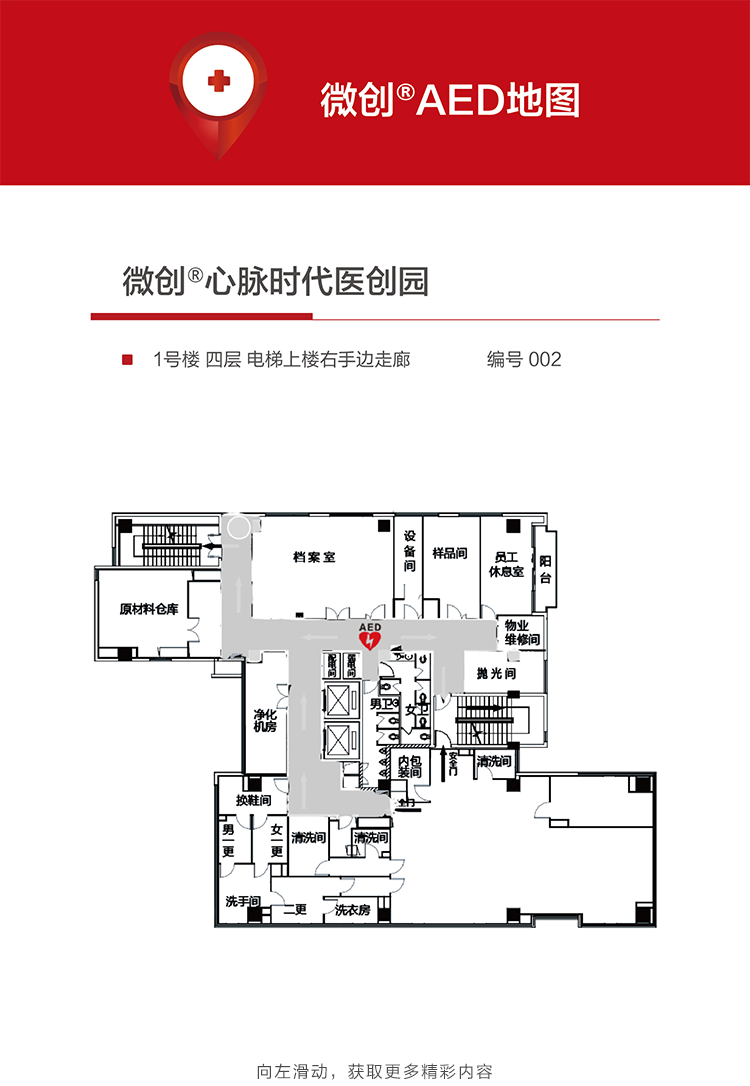 微创®AED地图
微创®心脉时代医创园
1号楼 四层 电梯上楼右手边走廊
编号 002
档案室
设备间
样品间
员工
休息室
阳台
原材料仓库
AED
物业
维修间
配电间
抛光间
男卫
女卫
净化
机房
内包
装间
安全门
清洗间
换鞋间
男一更
女一更
清洗间
清洗间
洗手间
二更
洗衣房
向左滑动，获取更多精彩内容